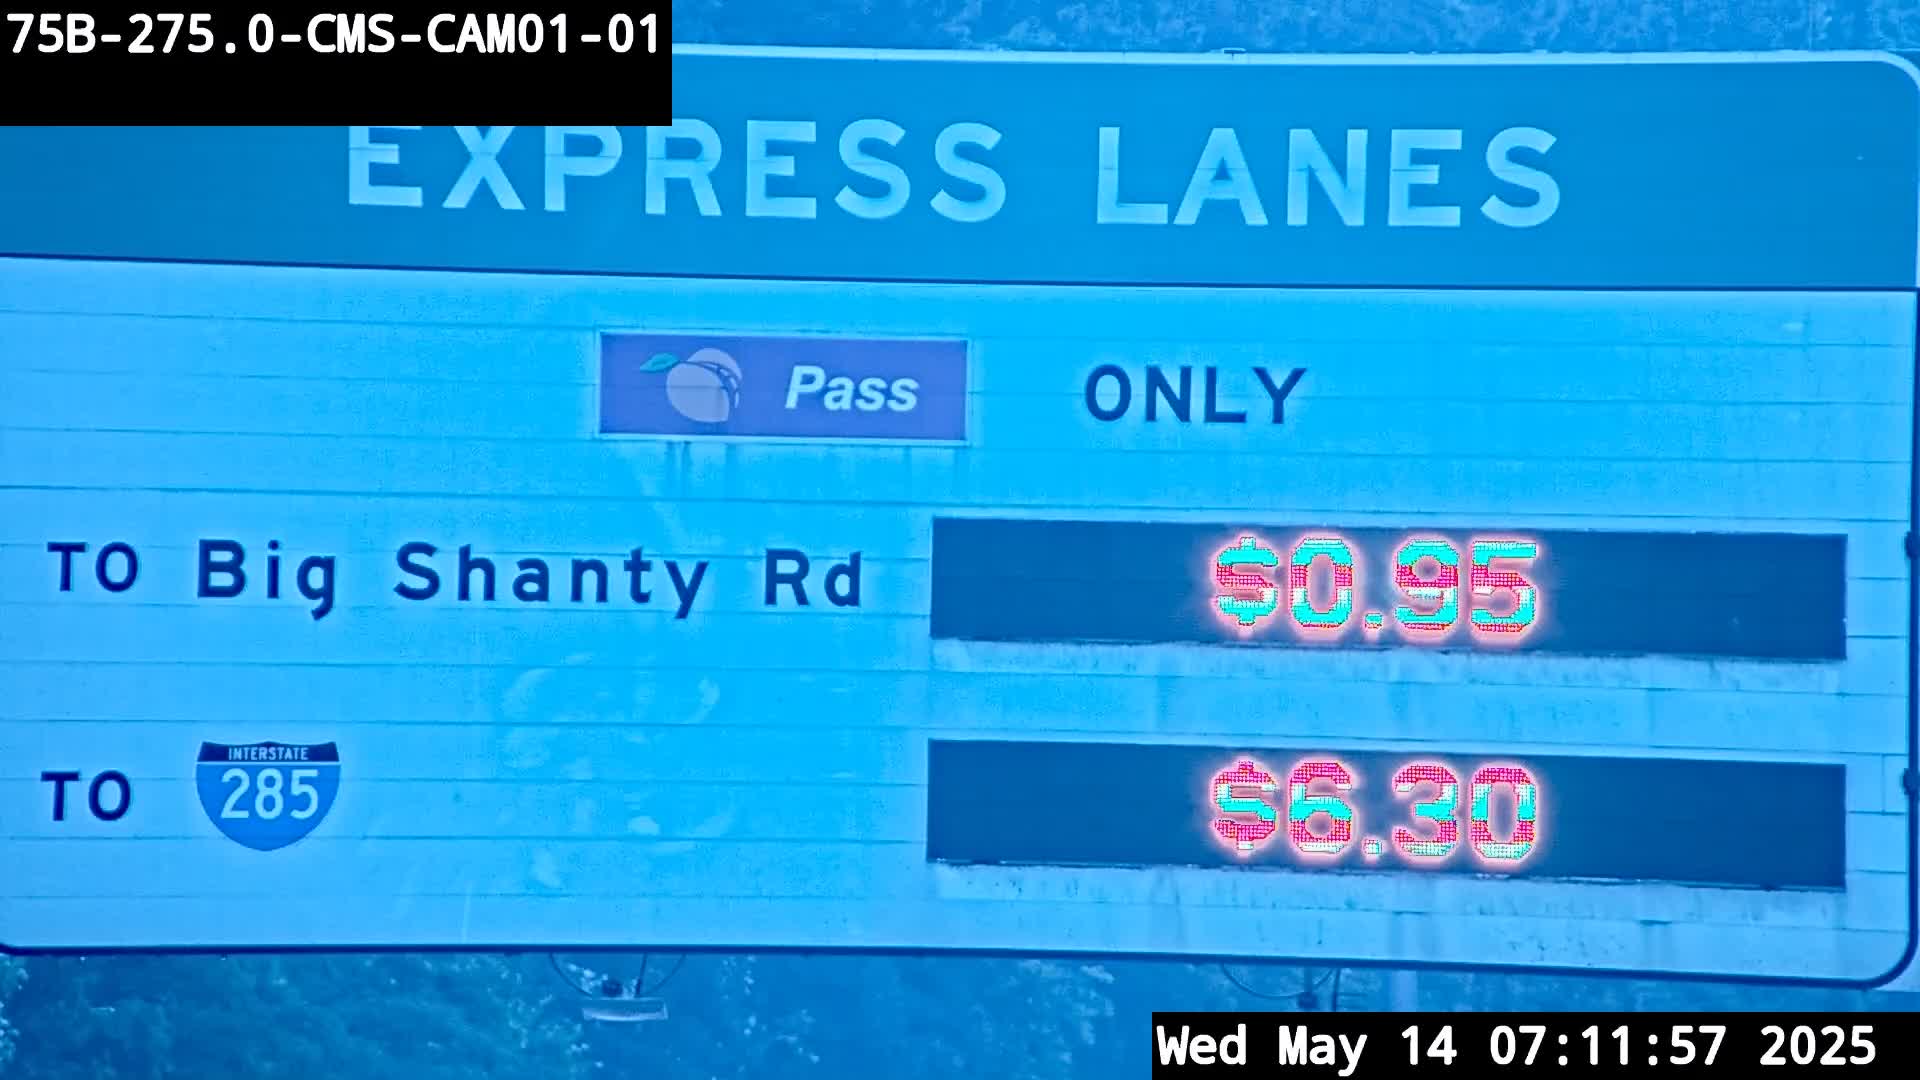 75B-275.0-CMS-CAM01-01
EXPRESS LANES
Pass ONLY
TO Big Shanty Rd $0.95
INTERSTATE
TO 285 $6.30
Wed May 14 07:11:57 2025